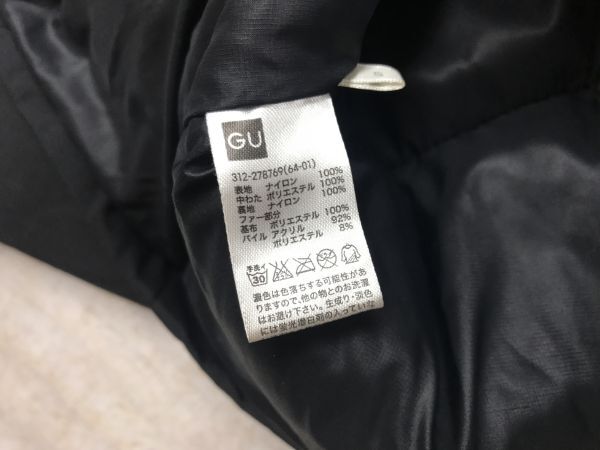 GU
312-278769(64-01)
表地 ナイロン 100%
中わた ポリエステル 100%
裏地 ナイロン 100%
ファー部分
基布 ポリエステル 100%
パイル アクリル 92%
ポリエステル 8%
手洗イ
30
濃色は色落ちする可能性があ
りますので、他の物とのお洗濯
はお避け下さい。生成り・淡色
には蛍光増白剤の入っていな
S